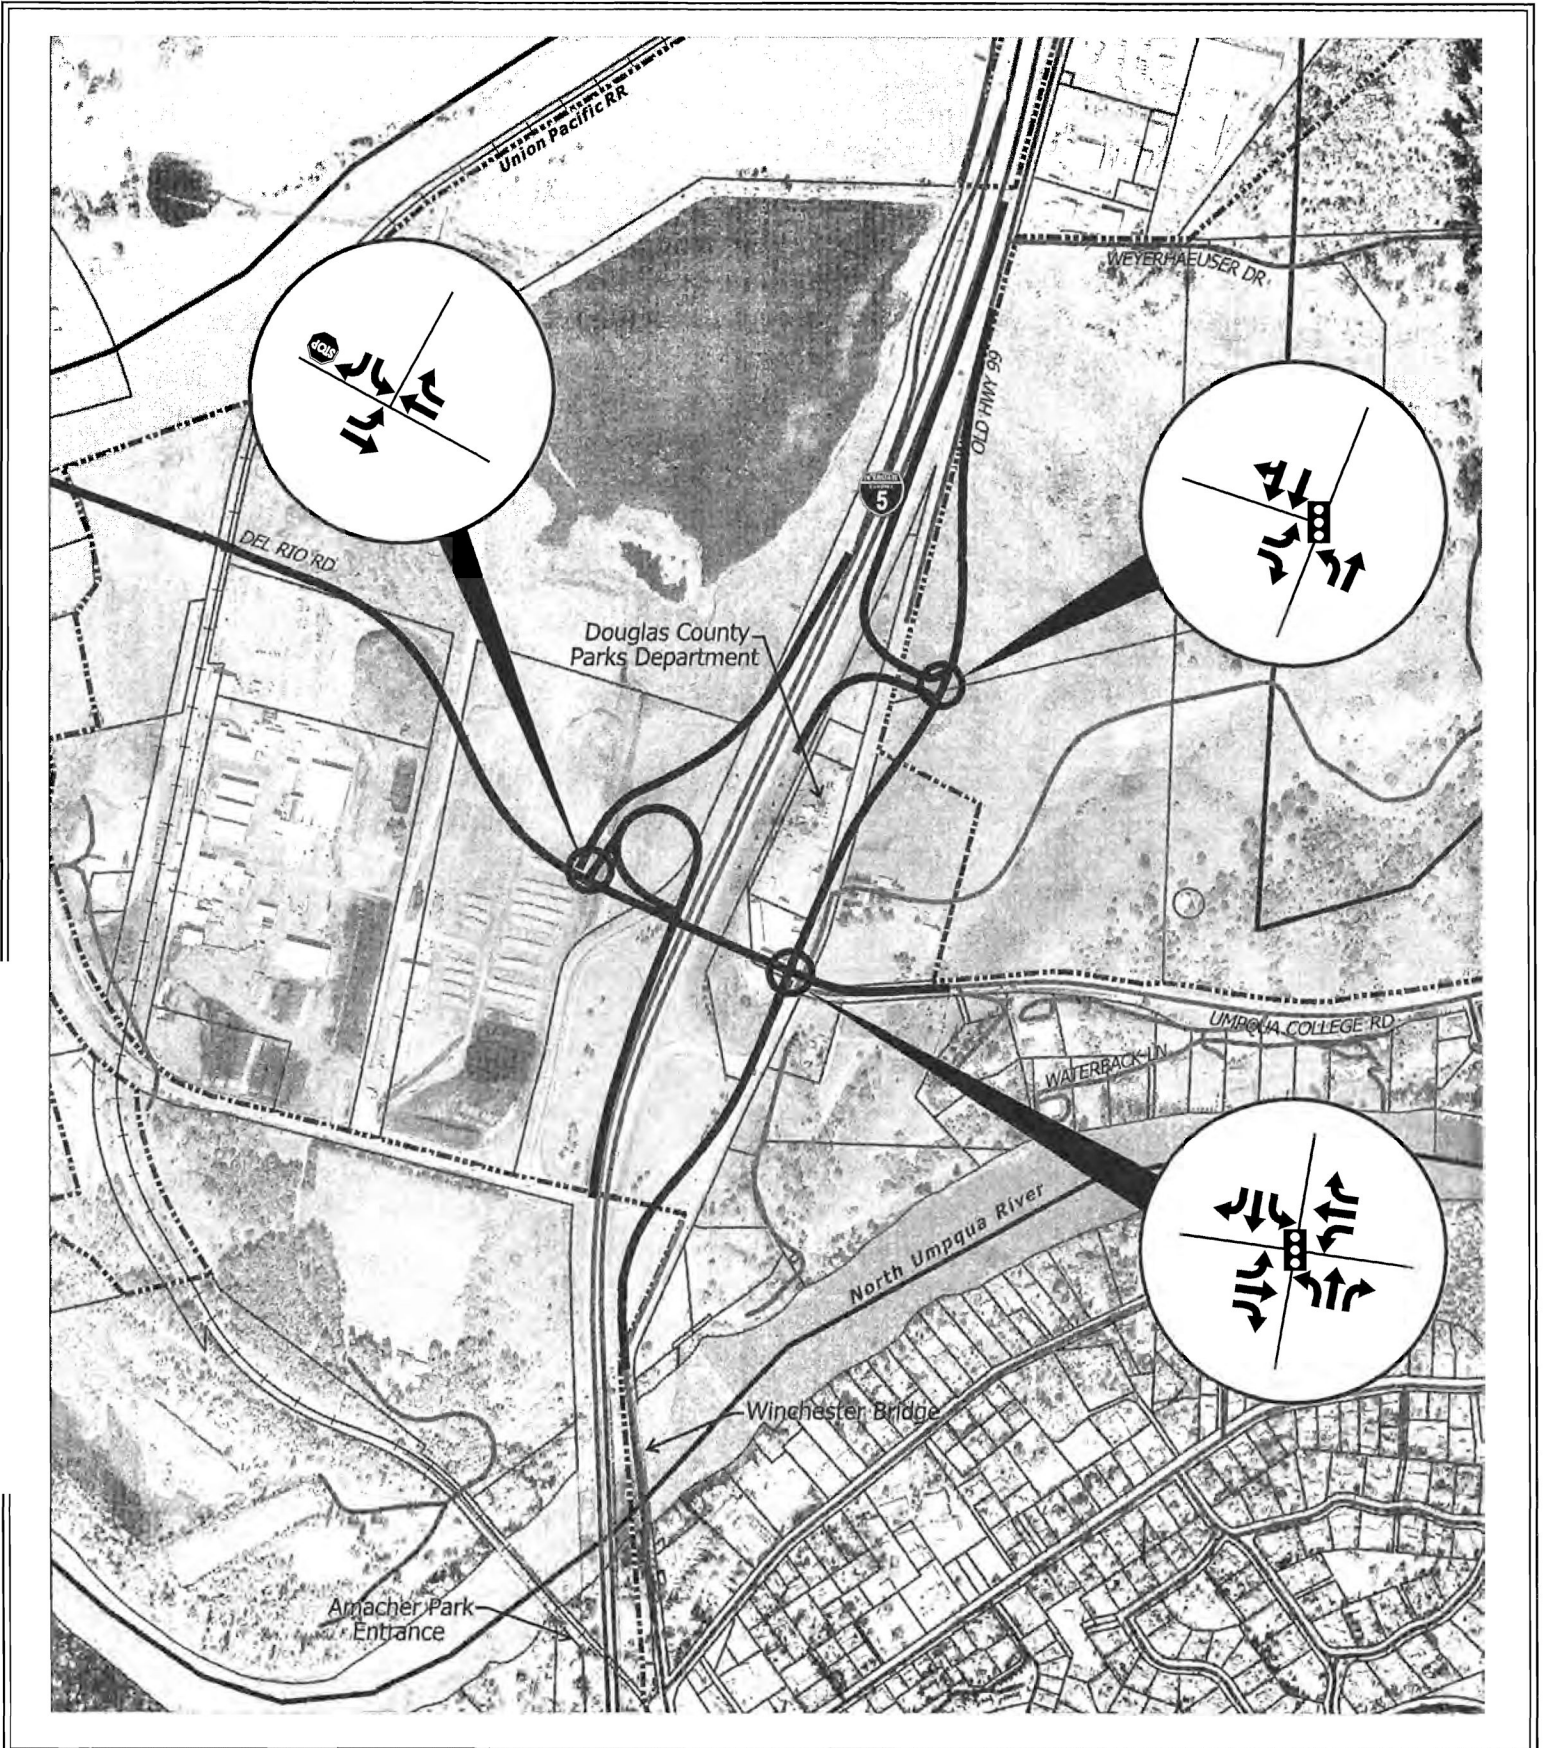 Union Pacific RR
WEYERHAEUSER DR
STOP
OLD HWY 99
5
DEL RIO RD
Douglas County
Parks Department
UMPQUA COLLEGE RD
WATERBACK LN
North Umpqua River
Winchester Bridge
Amacher Park
Entrance